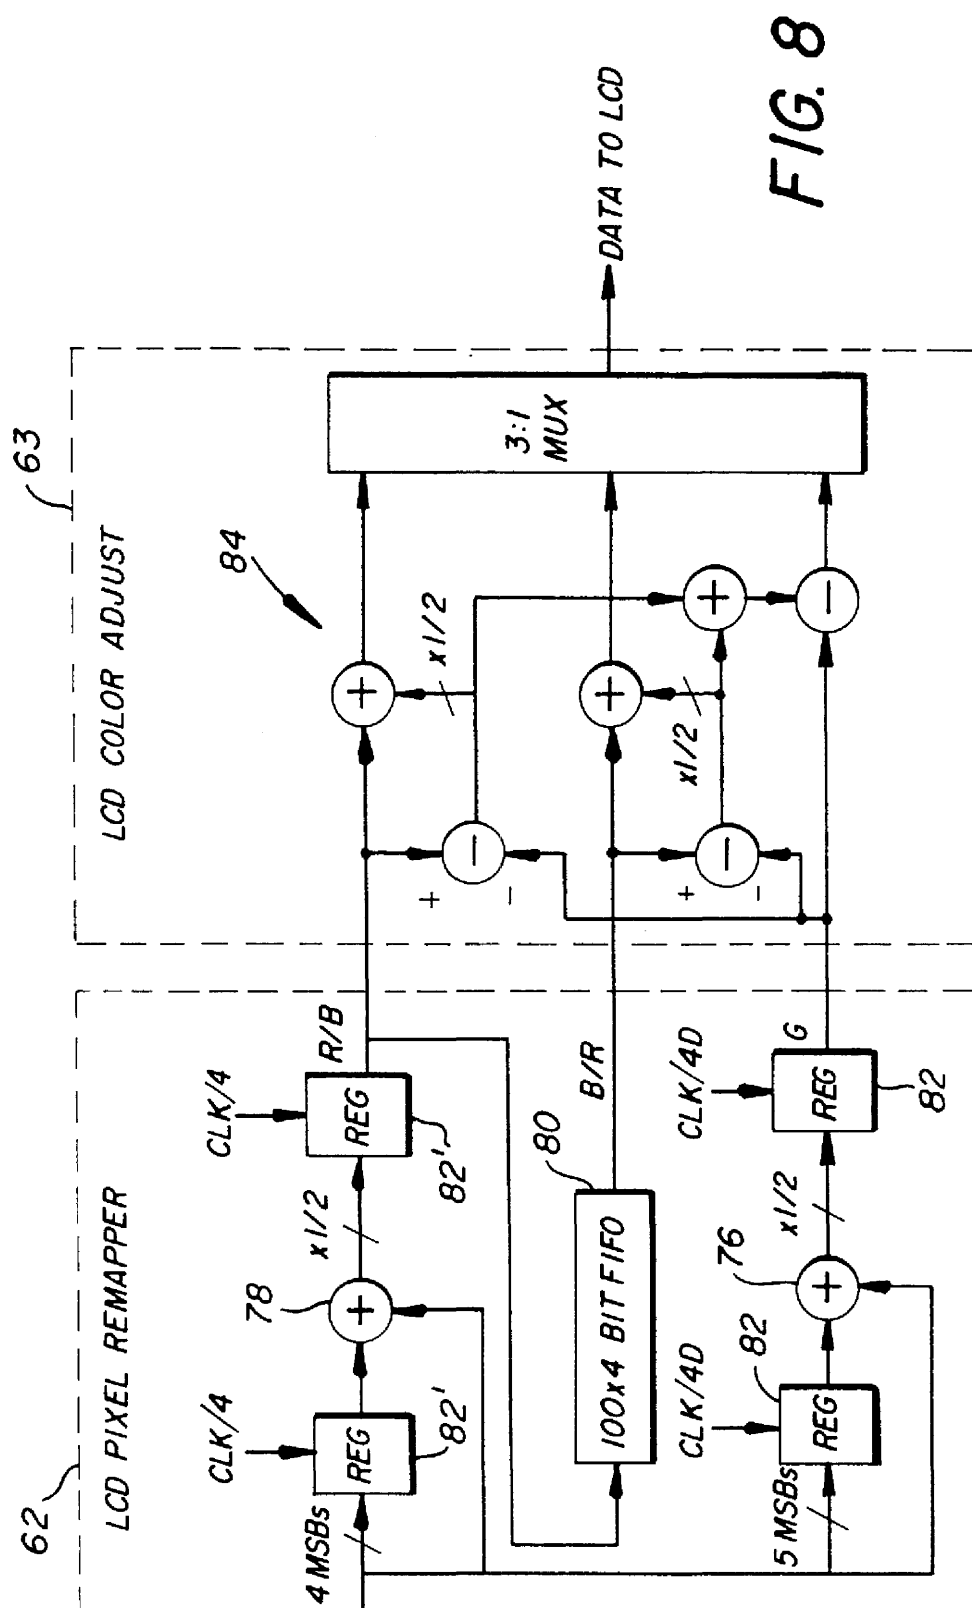 62
LCD PIXEL REMAPPER
4 MSBs
CLK/4
REG
82'
78
+
x1/2
CLK/4
REG
82'
R/B
100x4 BIT FIFO
80
B/R
5 MSBs
CLK/4D
REG
82
76
+
x1/2
CLK/4D
REG
82
G
63
LCD COLOR ADJUST
84
+
-
−
+
x1/2
+
-
−
+
x1/2
+
−
3:1
MUX
DATA TO LCD
FIG. 8